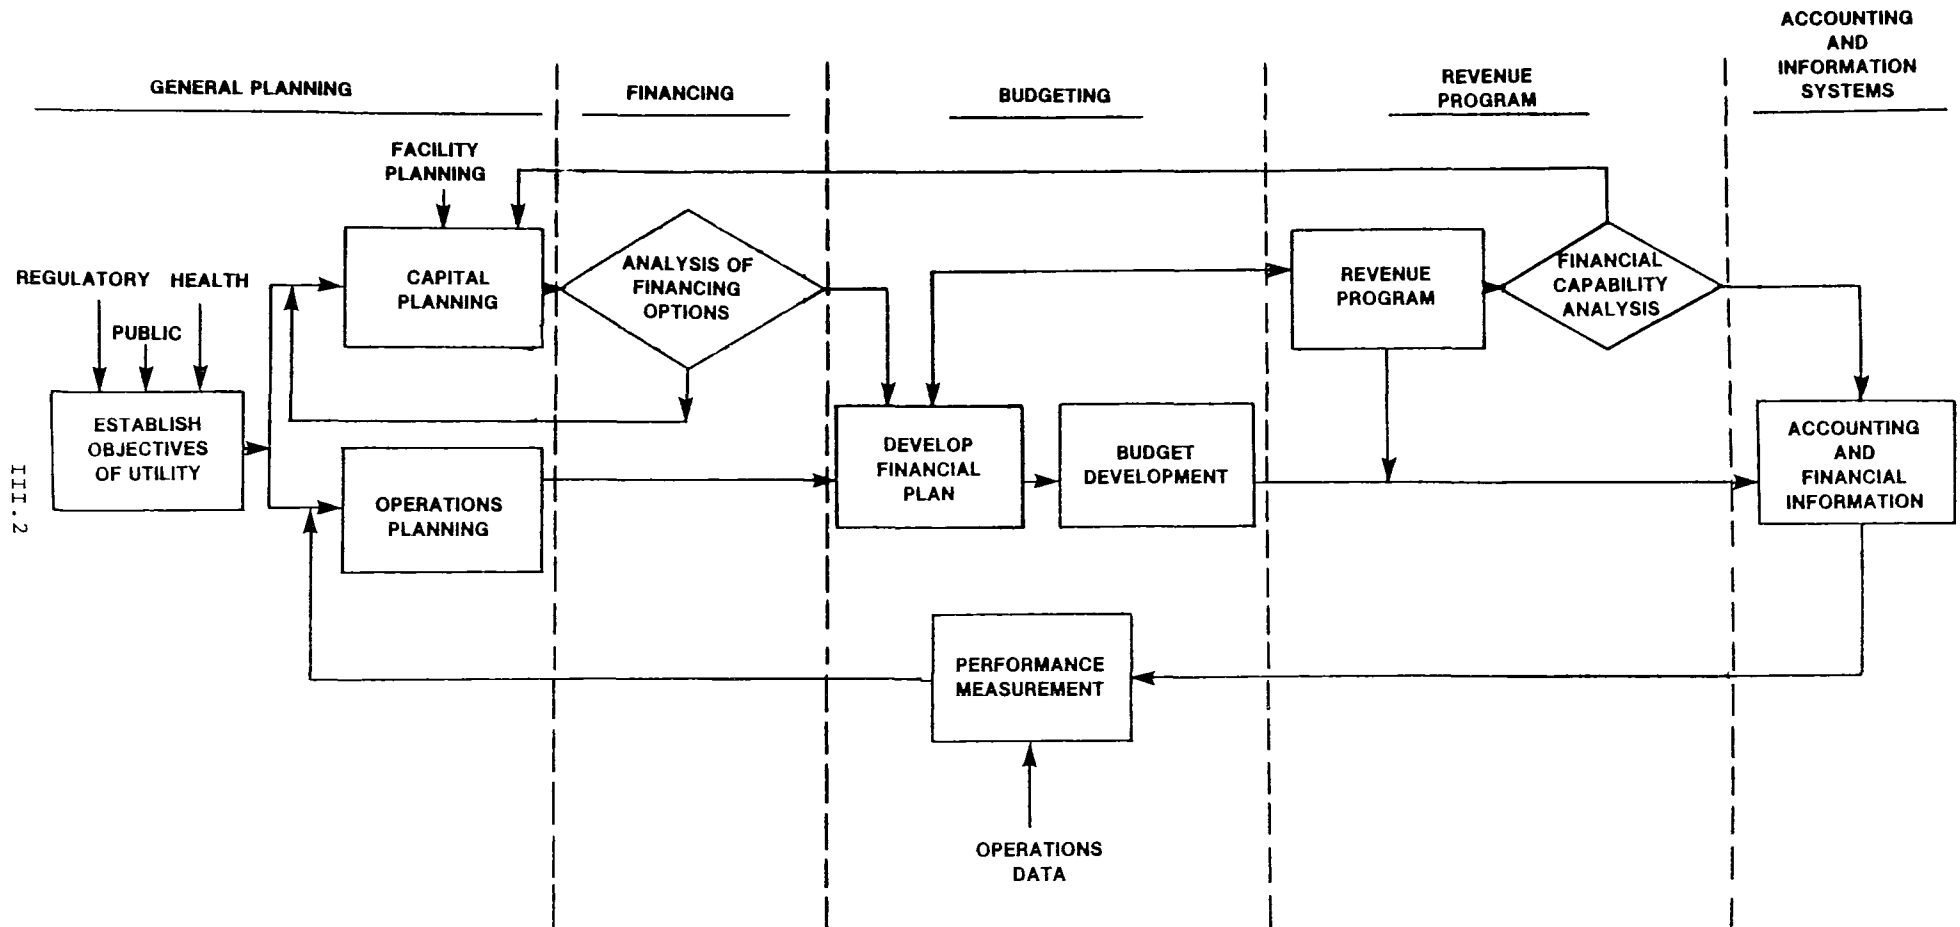 ACCOUNTING
AND
INFORMATION
SYSTEMS
GENERAL PLANNING
FINANCING
BUDGETING
REVENUE
PROGRAM
FACILITY
PLANNING
REGULATORY
HEALTH
PUBLIC
CAPITAL
PLANNING
ANALYSIS OF
FINANCING
OPTIONS
REVENUE
PROGRAM
FINANCIAL
CAPABILITY
ANALYSIS
ESTABLISH
OBJECTIVES
OF UTILITY
OPERATIONS
PLANNING
DEVELOP
FINANCIAL
PLAN
BUDGET
DEVELOPMENT
ACCOUNTING
AND
FINANCIAL
INFORMATION
PERFORMANCE
MEASUREMENT
OPERATIONS
DATA
III.2